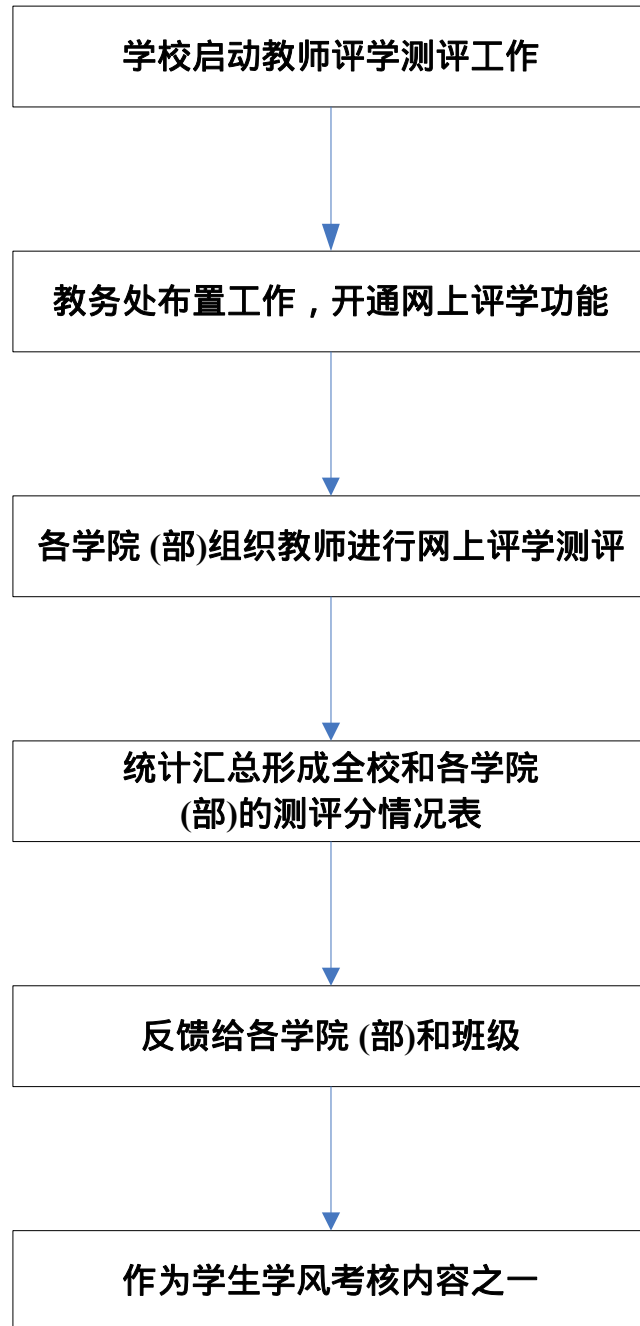 学校启动教师评学测评工作
教务处布置工作，开通网上评学功能
各学院 (部)组织教师进行网上评学测评
统计汇总形成全校和各学院
(部)的测评分情况表
反馈给各学院 (部)和班级
作为学生学风考核内容之一